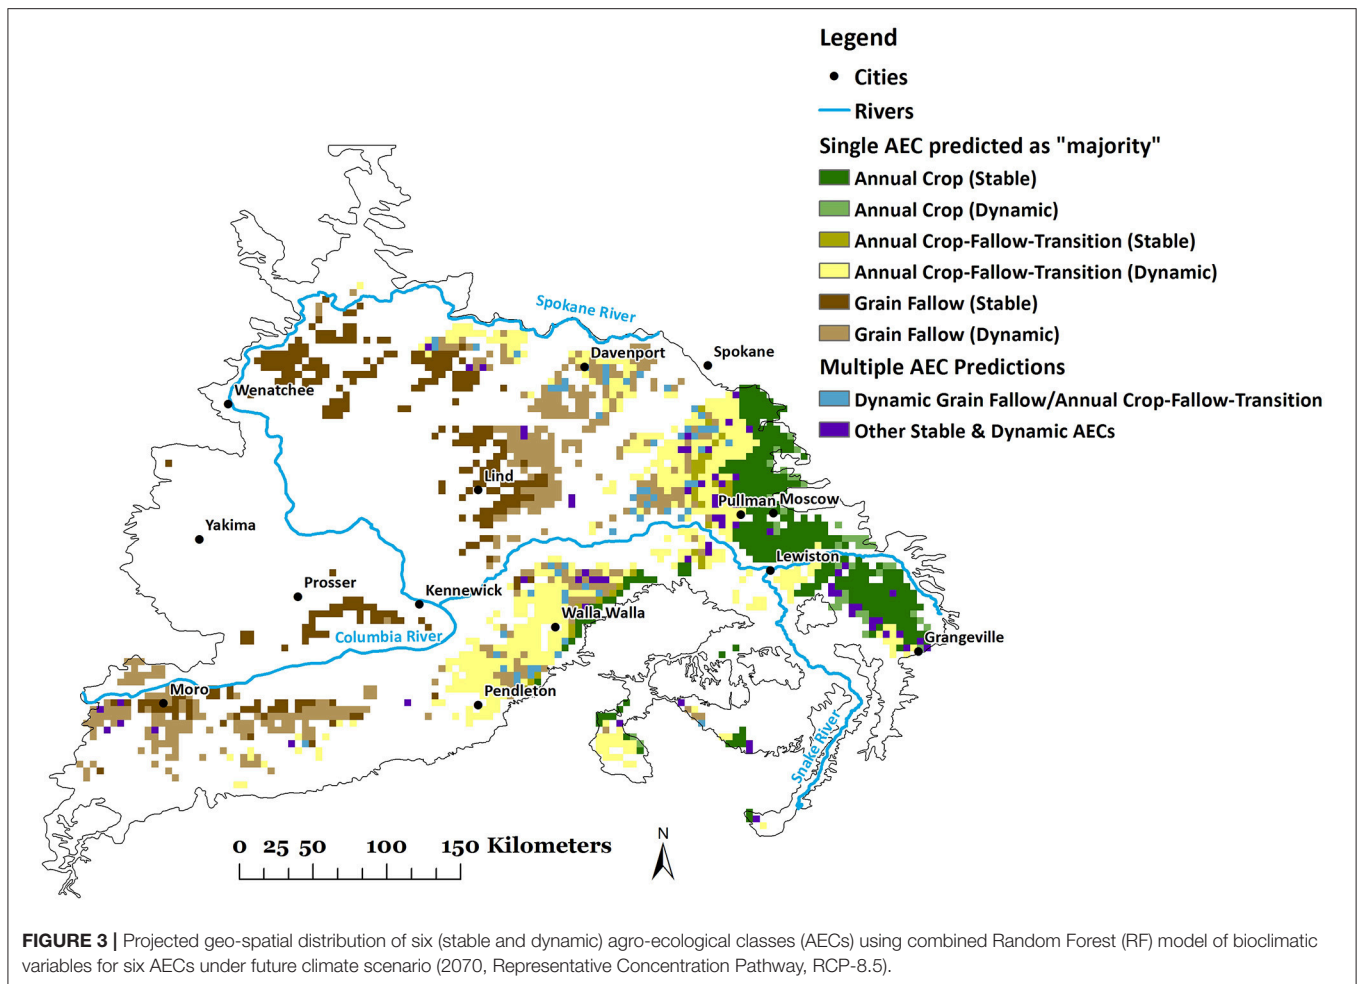 Legend
Cities
Rivers
Single AEC predicted as "majority"
Annual Crop (Stable)
Annual Crop (Dynamic)
Annual Crop-Fallow-Transition (Stable)
Annual Crop-Fallow-Transition (Dynamic)
Grain Fallow (Stable)
Grain Fallow (Dynamic)
Multiple AEC Predictions
Dynamic Grain Fallow/Annual Crop-Fallow-Transition
Other Stable & Dynamic AECs
Spokane River
Davenport
Spokane
Wenatchee
Lind
Pullman
Moscow
Yakima
Lewiston
Prosser
Kennewick
Walla Walla
Columbia River
Grangeville
Moro
Pendleton
Snake River
N
0 25 50 100 150 Kilometers
FIGURE 3 | Projected geo-spatial distribution of six (stable and dynamic) agro-ecological classes (AECs) using combined Random Forest (RF) model of bioclimatic
variables for six AECs under future climate scenario (2070, Representative Concentration Pathway, RCP-8.5).